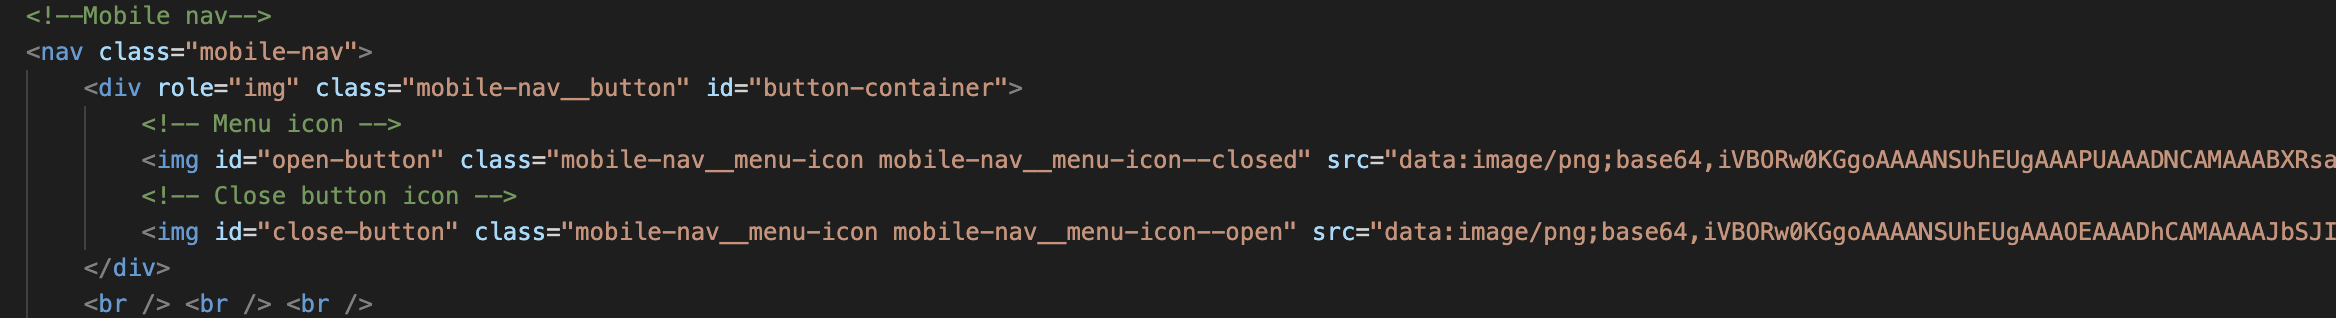 <!--Mobile nav-->
<nav class="mobile-nav">
<div role="img" class="mobile-nav__button" id="button-container">
<!-- Menu icon -->
<img id="open-button" class="mobile-nav__menu-icon mobile-nav__menu-icon--closed" src="data:image/png;base64,iVBORw0KGgoAAAANSUhEUgAAAPUAAADNCAMAAABXRsa
<!-- Close button icon -->
<img id="close-button" class="mobile-nav__menu-icon mobile-nav__menu-icon--open" src="data:image/png;base64,iVBORw0KGgoAAAANSUhEUgAAAOEAAADhCAMAAAAJbSJI
</div>
<br /> <br /> <br />